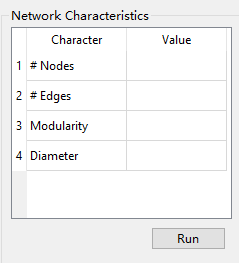 Network Characteristics
Character Value
1 # Nodes
2 # Edges
3 Modularity
4 Diameter
Run